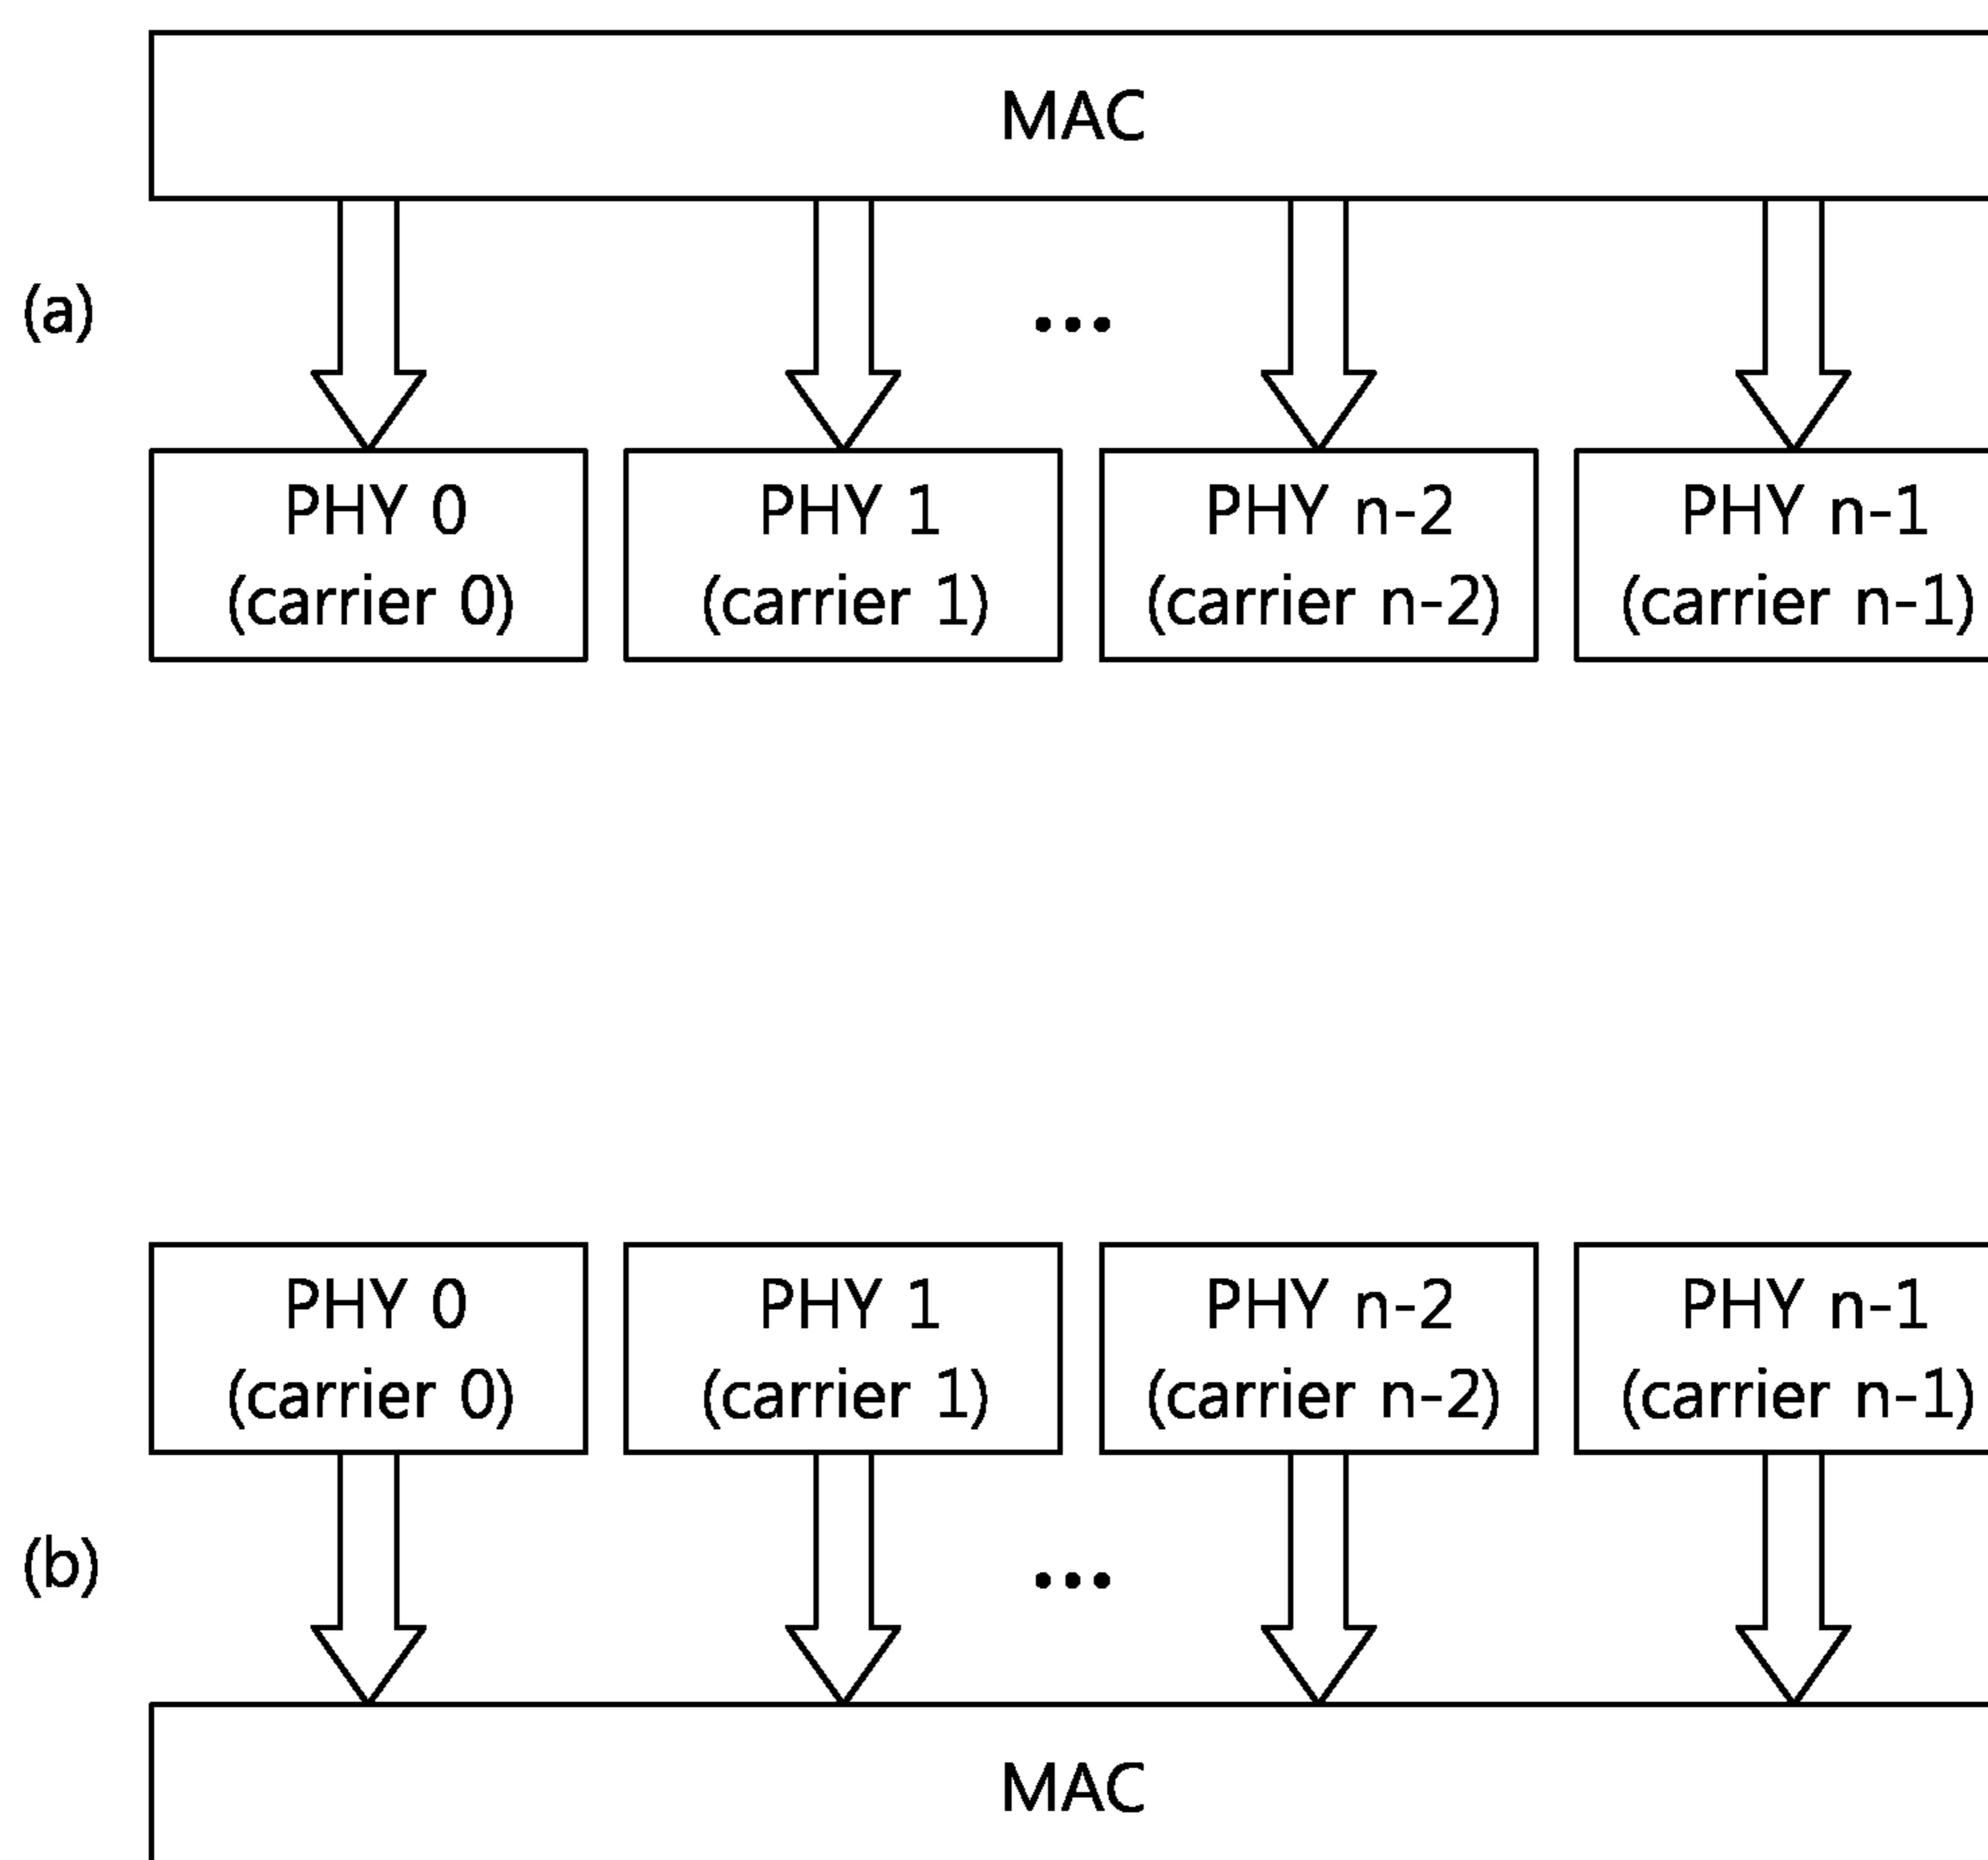 MAC
(a)
...
PHY 0
(carrier 0)
PHY 1
(carrier 1)
PHY n-2
(carrier n-2)
PHY n-1
(carrier n-1)
PHY 0
(carrier 0)
PHY 1
(carrier 1)
PHY n-2
(carrier n-2)
PHY n-1
(carrier n-1)
(b)
...
MAC